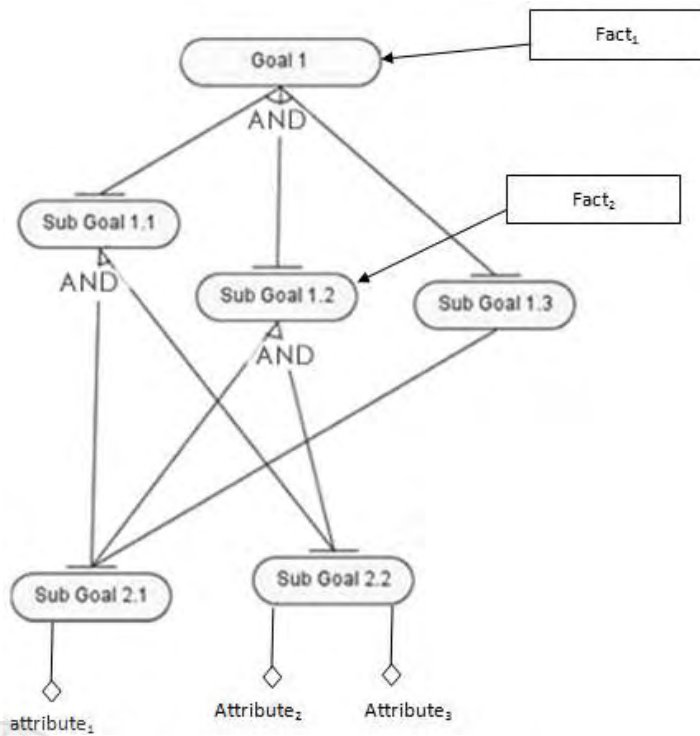 Fact₁
Goal 1
AND
Fact₂
Sub Goal 1.1
AND
Sub Goal 1.2
Sub Goal 1.3
AND
Sub Goal 2.1
Sub Goal 2.2
attribute₁
Attribute₂
Attribute₃